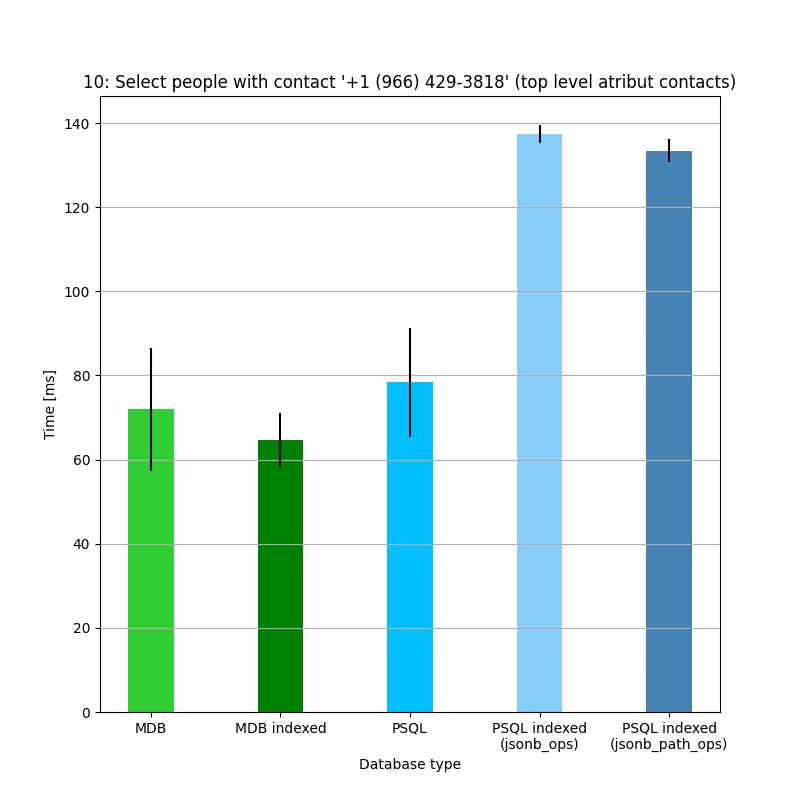 10: Select people with contact '+1 (966) 429-3818' (top level atribut contacts)
140
120
100
80
60
40
20
0
Time [ms]
MDB
MDB indexed
PSQL
PSQL indexed
(jsonb_ops)
PSQL indexed
(jsonb_path_ops)
Database type